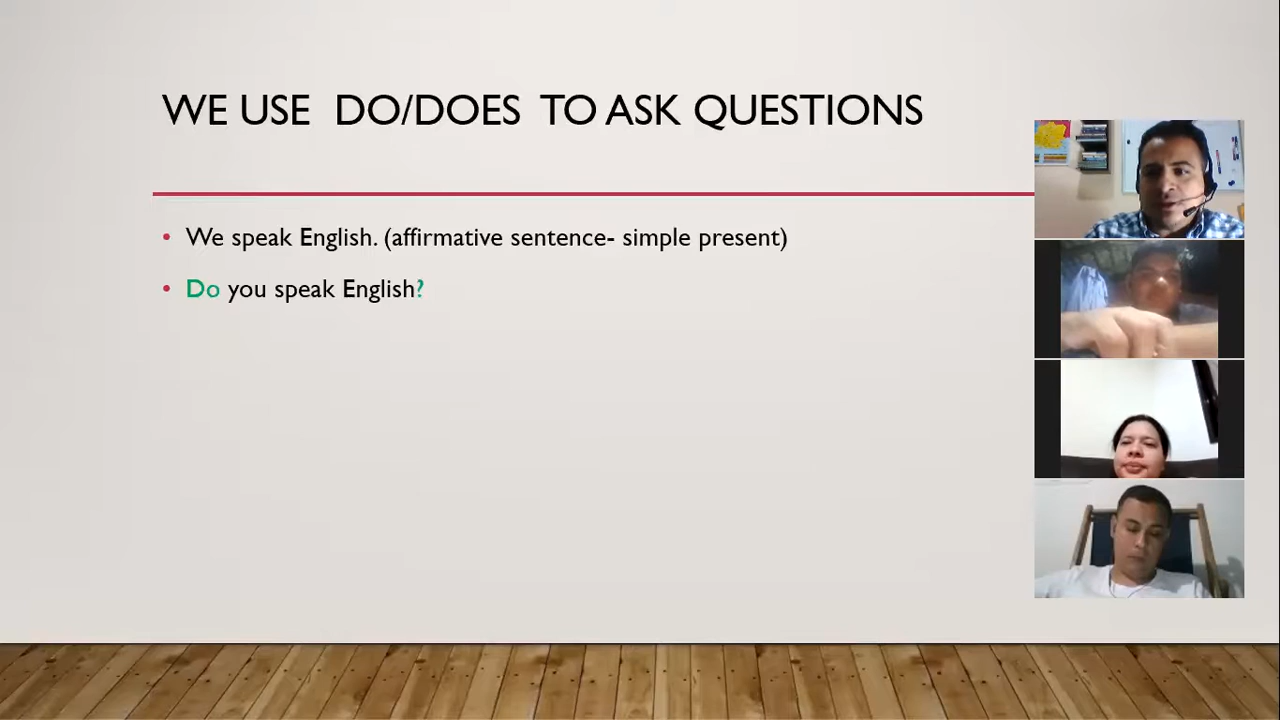 WE USE DO/DOES TO ASK QUESTIONS
• We speak English. (affirmative sentence- simple present)
• Do you speak English?